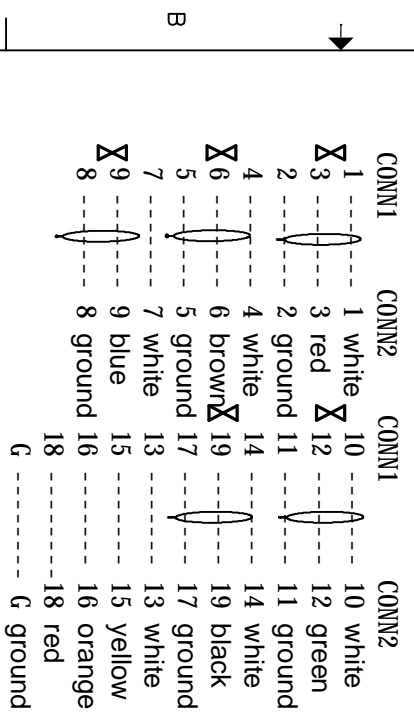 B
CONN1 CONN2 CONN1 CONN2
1 ---- 1 white 10 ---- 10 white
3 ---- 3 red 12 ---- 12 green
2 ---- 2 ground 11 ---- 11 ground
4 ---- 4 white 14 ---- 14 white
6 ---- 6 brown 19 ---- 19 black
5 ---- 5 ground 17 ---- 17 ground
7 ---- 7 white 13 ---- 13 white
9 ---- 9 blue 15 ---- 15 yellow
8 ---- 8 ground 16 ---- 16 orange
18 ---- 18 red
G ---- G ground